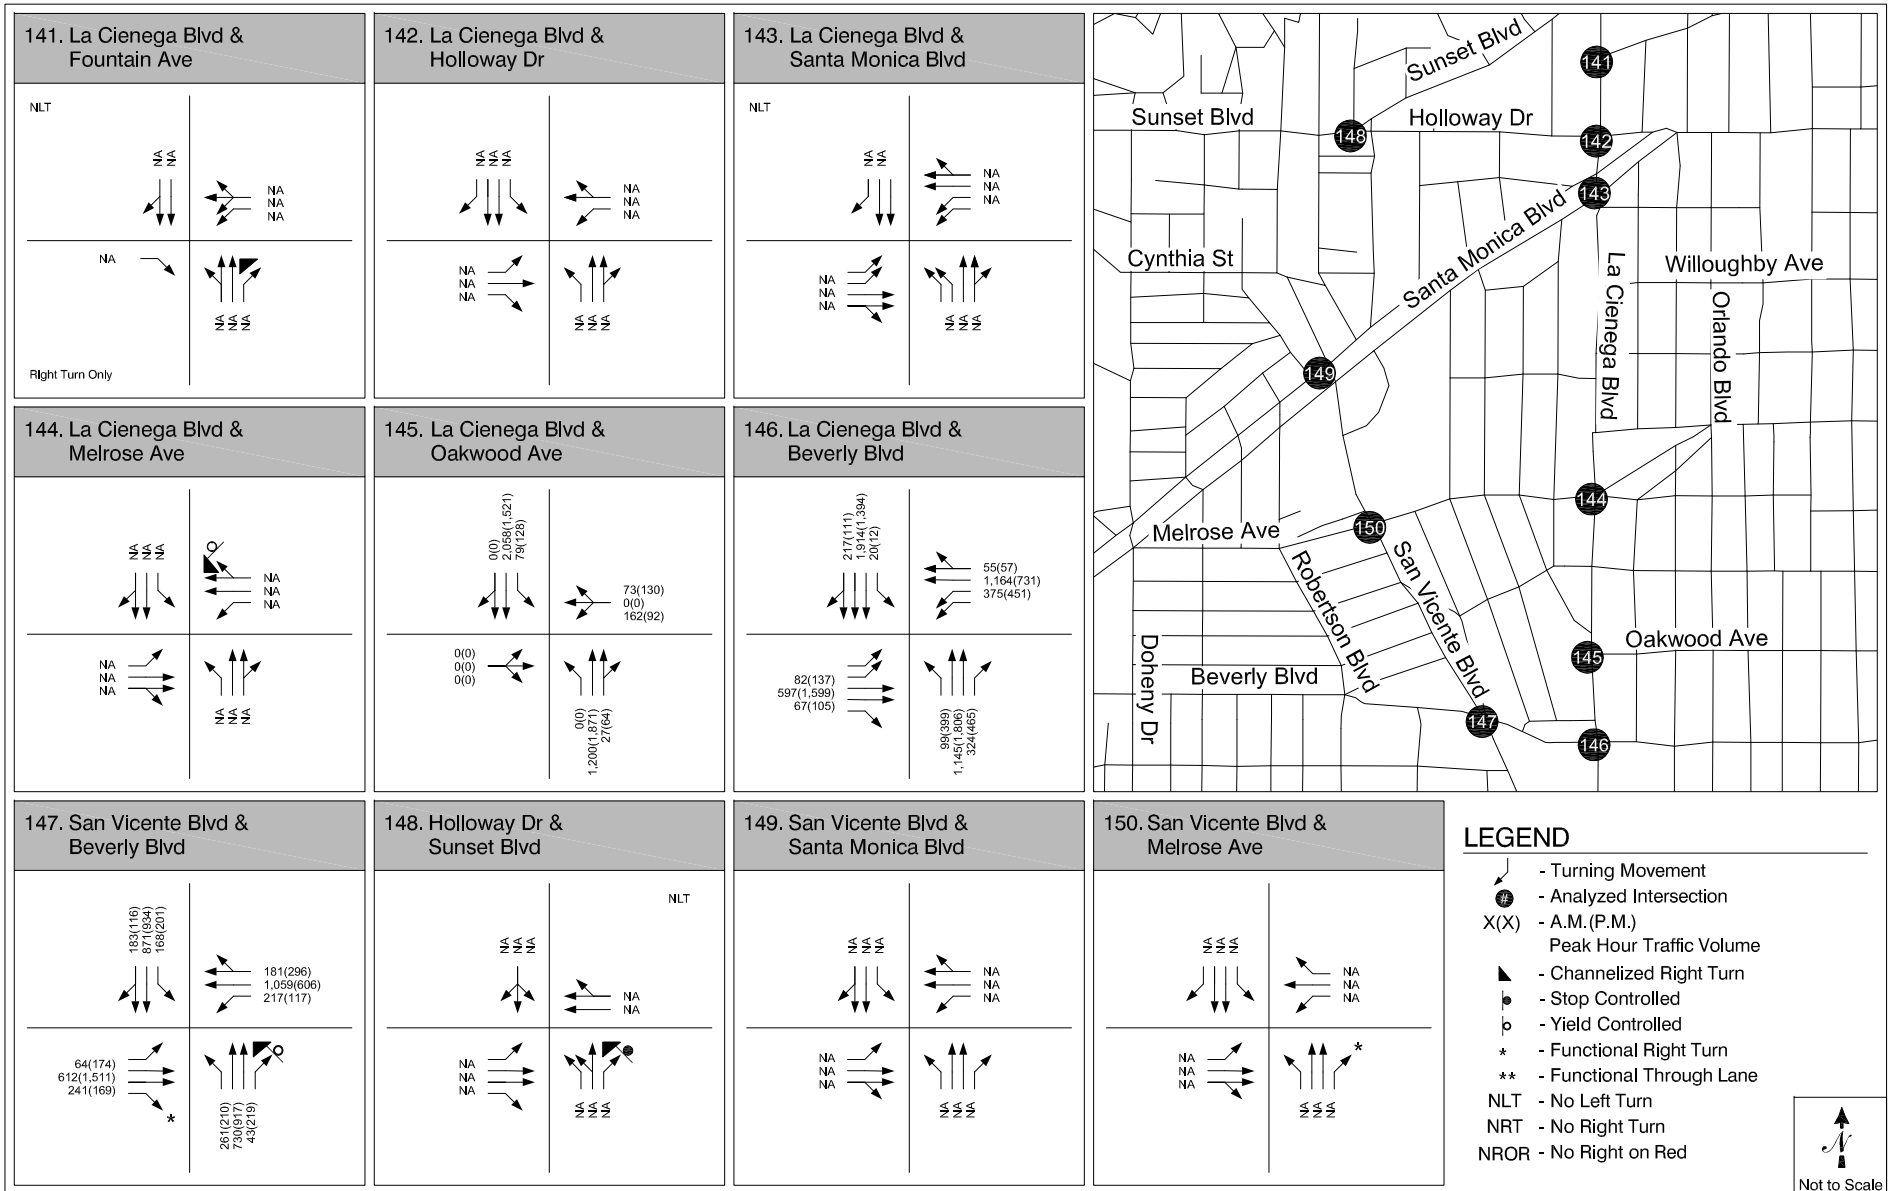 141. La Cienega Blvd &
Fountain Ave
NLT
NA NA
NA
NA
NA
NA
NA NA NA
Right Turn Only
142. La Cienega Blvd &
Holloway Dr
NA NA NA
NA
NA
NA
NA
NA
NA
NA NA NA
143. La Cienega Blvd &
Santa Monica Blvd
NLT
NA NA
NA
NA
NA
NA
NA
NA
NA NA NA
144. La Cienega Blvd &
Melrose Ave
NA NA NA
NA
NA
NA
NA
NA
NA
NA NA NA
145. La Cienega Blvd &
Oakwood Ave
0(0)
2,058(1,521)
79(128)
73(130)
0(0)
162(92)
0(0)
0(0)
0(0)
0(0)
1,200(1,871)
27(64)
146. La Cienega Blvd &
Beverly Blvd
217(111)
1,914(1,394)
20(12)
55(57)
1,164(731)
375(451)
82(137)
597(1,599)
67(105)
99(399)
1,145(1,806)
324(465)
147. San Vicente Blvd &
Beverly Blvd
183(116)
871(934)
168(201)
181(296)
1,059(606)
217(117)
64(174)
612(1,511)
241(169)
*
261(210)
730(917)
43(219)
148. Holloway Dr &
Sunset Blvd
NLT
NA NA NA
NA
NA
NA
NA
NA
NA NA NA
149. San Vicente Blvd &
Santa Monica Blvd
NA NA NA
NA
NA
NA
NA
NA
NA
NA NA NA
150. San Vicente Blvd &
Melrose Ave
NA NA NA
NA
NA
NA
NA
NA
NA
*
NA NA NA
Sunset Blvd
141
Sunset Blvd
148
Holloway Dr
142
143
Santa Monica Blvd
Cynthia St
Willoughby Ave
La Cienega Blvd
Orlando Blvd
149
144
Melrose Ave
150
Robertson Blvd
San Vicente Blvd
Doheny Dr
Oakwood Ave
145
Beverly Blvd
147
146
LEGEND
- Turning Movement
# - Analyzed Intersection
X(X) - A.M.(P.M.)
Peak Hour Traffic Volume
- Channelized Right Turn
- Stop Controlled
- Yield Controlled
* - Functional Right Turn
** - Functional Through Lane
NLT - No Left Turn
NRT - No Right Turn
NROR - No Right on Red
N
Not to Scale